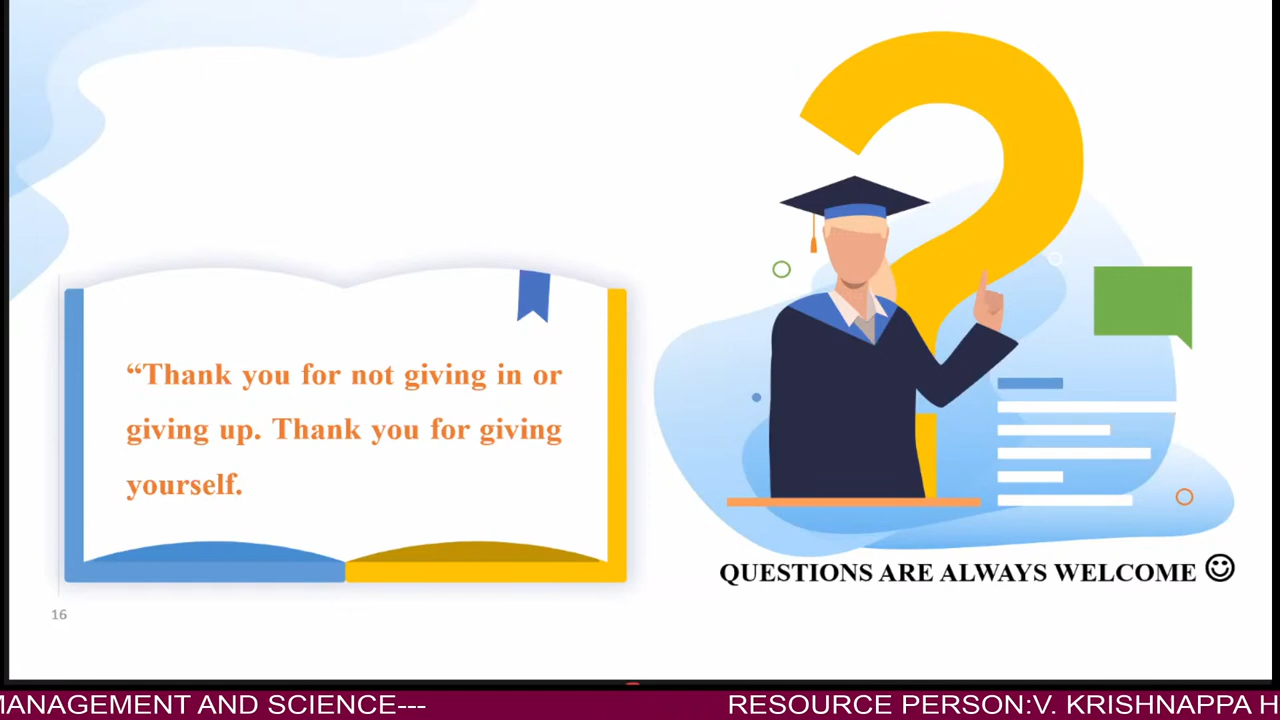 “Thank you for not giving in or
giving up. Thank you for giving
yourself.
QUESTIONS ARE ALWAYS WELCOME ☺
16
MANAGEMENT AND SCIENCE---
RESOURCE PERSON:V. KRISHNAPPA H